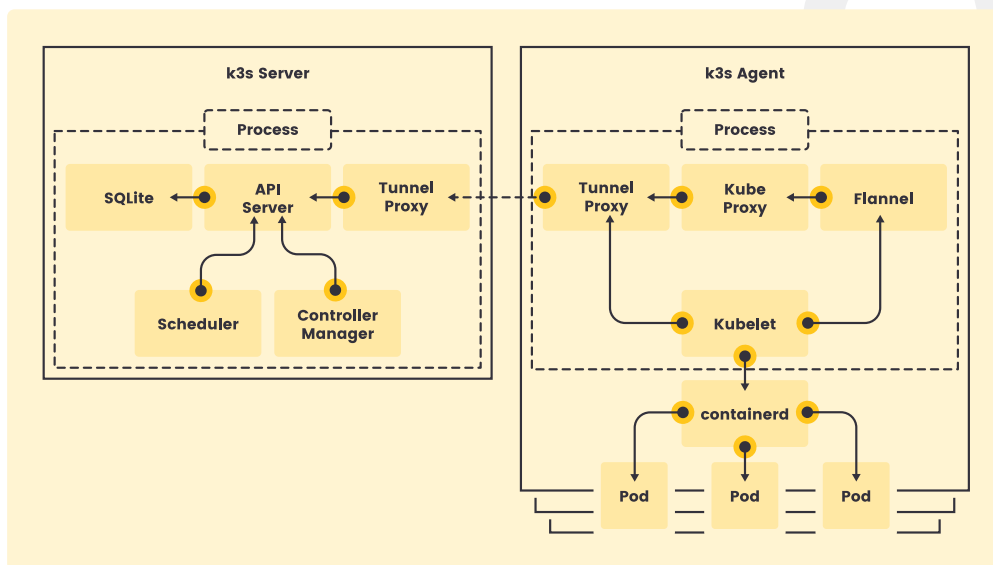 k3s Server
Process
SQLite
API
Server
Tunnel
Proxy
Scheduler
Controller
Manager
k3s Agent
Process
Tunnel
Proxy
Kube
Proxy
Flannel
Kubelet
containerd
Pod
Pod
Pod